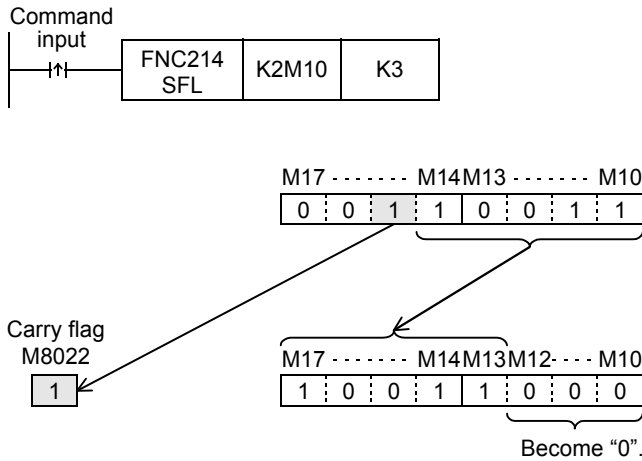 Command
input
FNC214
SFL
K2M10
K3
M17 - - - - - - - M14 M13 - - - - - - - M10
0 0 1 1 0 0 1 1
Carry flag
M8022
1
M17 - - - - - - - M14 M13 M12 - - - - M10
1 0 0 1 1 0 0 0
Become “0”.